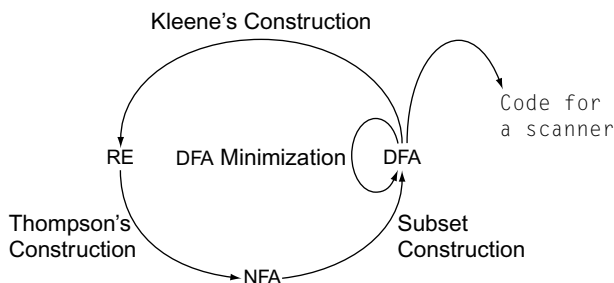 Kleene's Construction
Code for
a scanner
RE
DFA Minimization
DFA
Thompson's
Construction
Subset
Construction
NFA